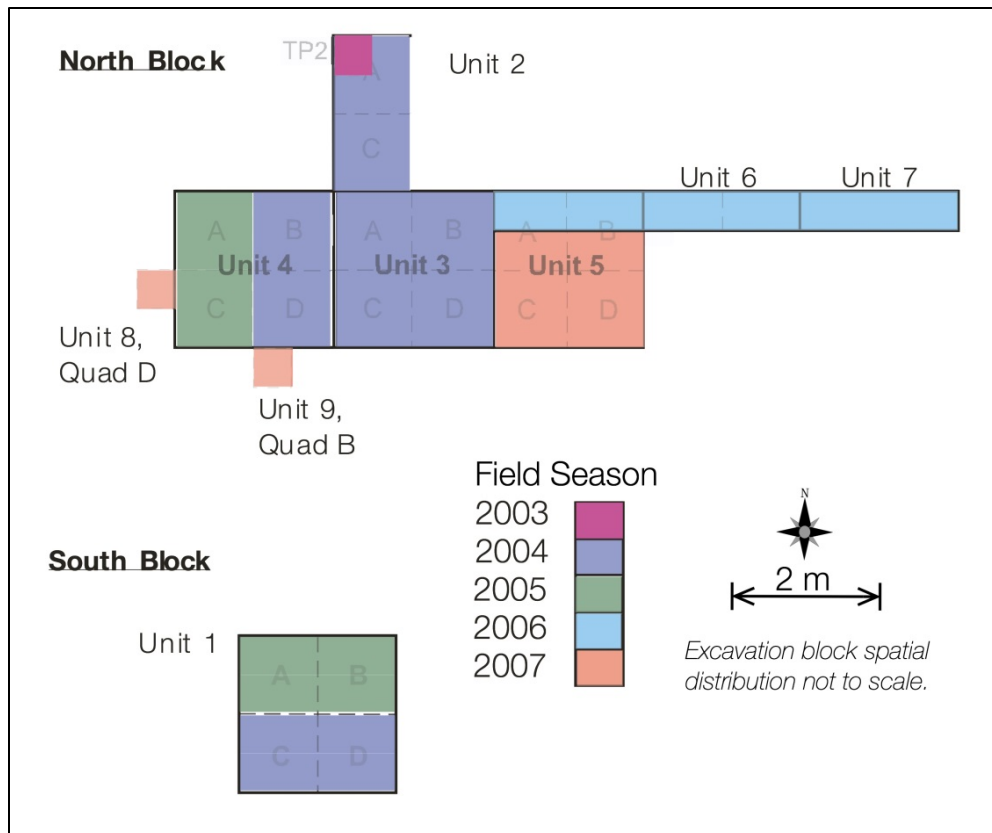 North Block
TP2
A
Unit 2
C
Unit 6
Unit 7
A
B
A
B
A
B
Unit 4
Unit 3
Unit 5
C
D
C
D
C
D
Unit 8,
Quad D
Unit 9,
Quad B
Field Season
2003
2004
2005
2006
2007
N
2 m
Excavation block spatial
distribution not to scale.
South Block
Unit 1
A
B
C
D